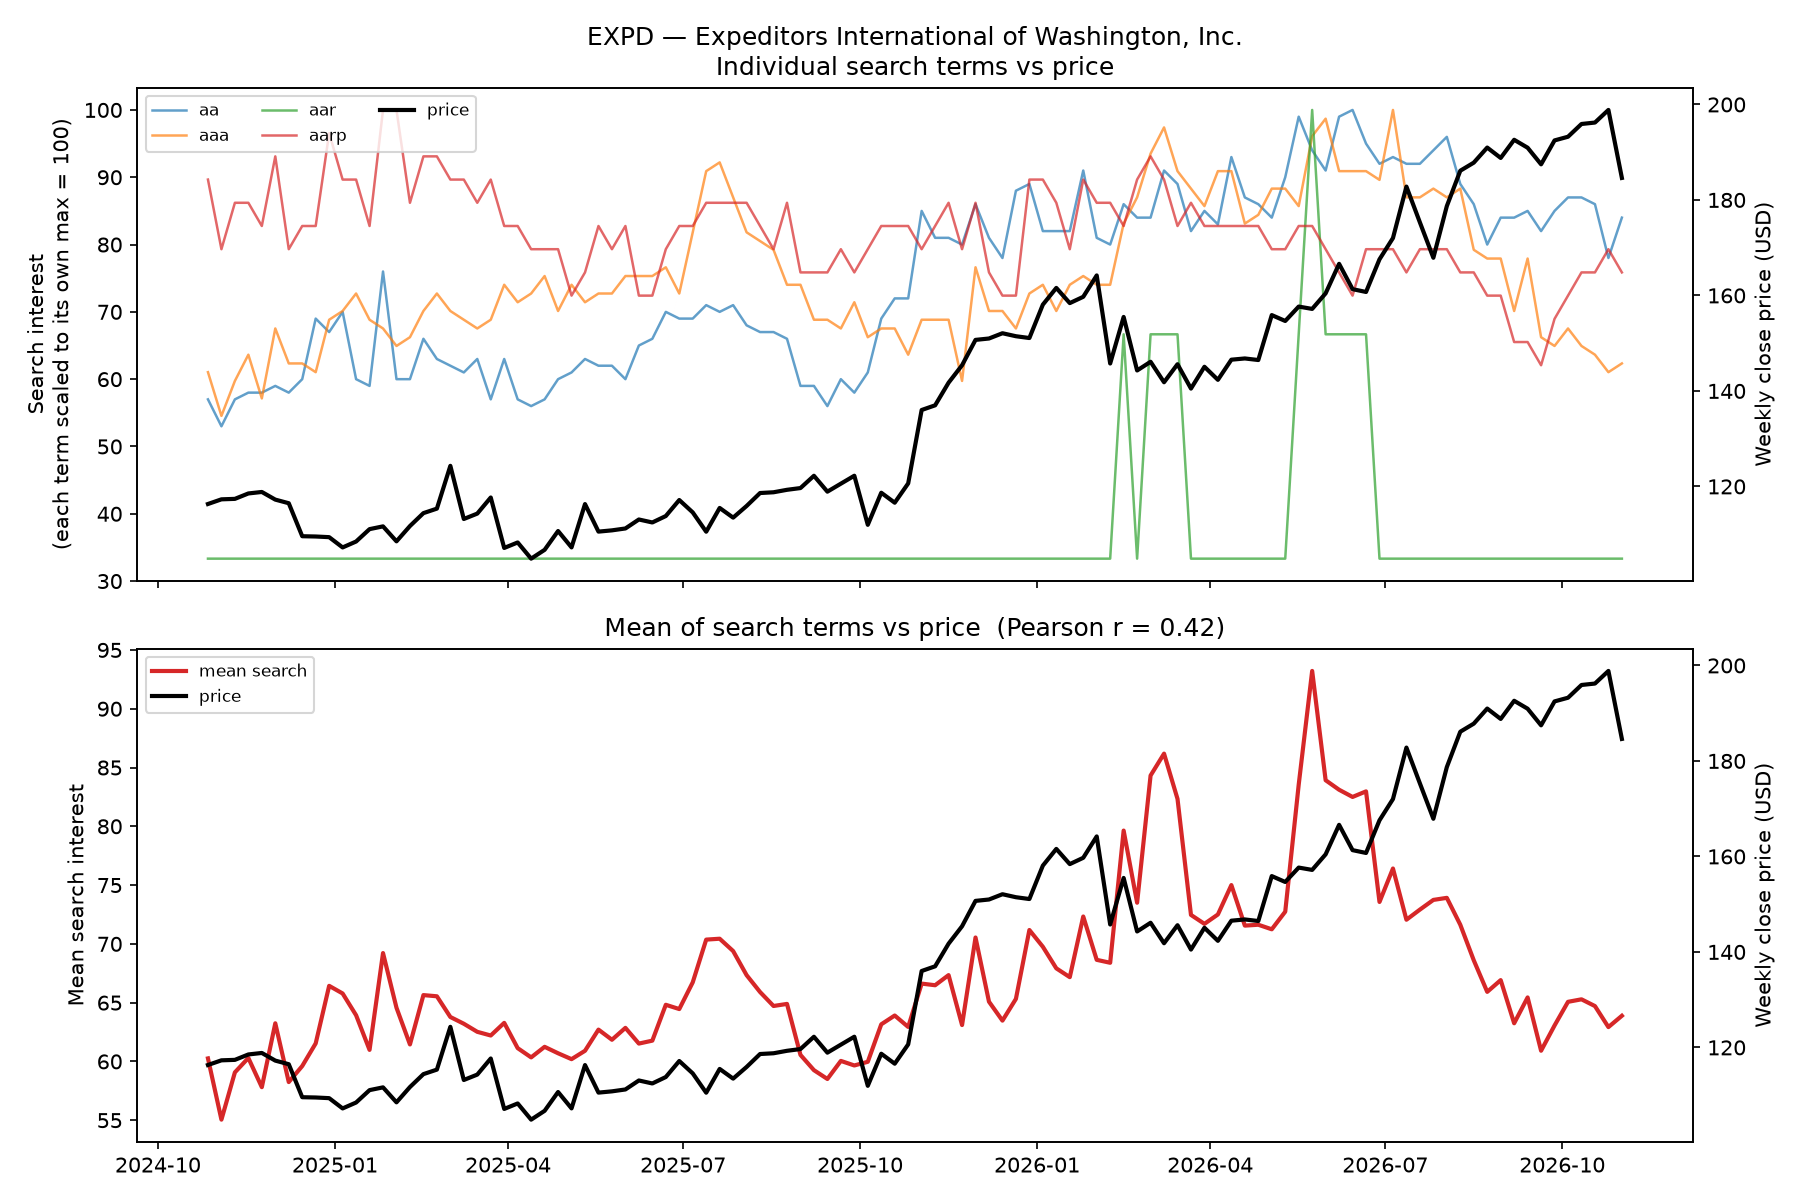 EXPD — Expeditors International of Washington, Inc.
Individual search terms vs price
aa
aar
price
aaa
aarp
100
90
80
70
60
50
40
30
Search interest
(each term scaled to its own max = 100)
200
180
160
140
120
Weekly close price (USD)
Mean of search terms vs price (Pearson r = 0.42)
mean search
price
95
90
85
80
75
70
65
60
55
Mean search interest
200
180
160
140
120
Weekly close price (USD)
2024-10
2025-01
2025-04
2025-07
2025-10
2026-01
2026-04
2026-07
2026-10